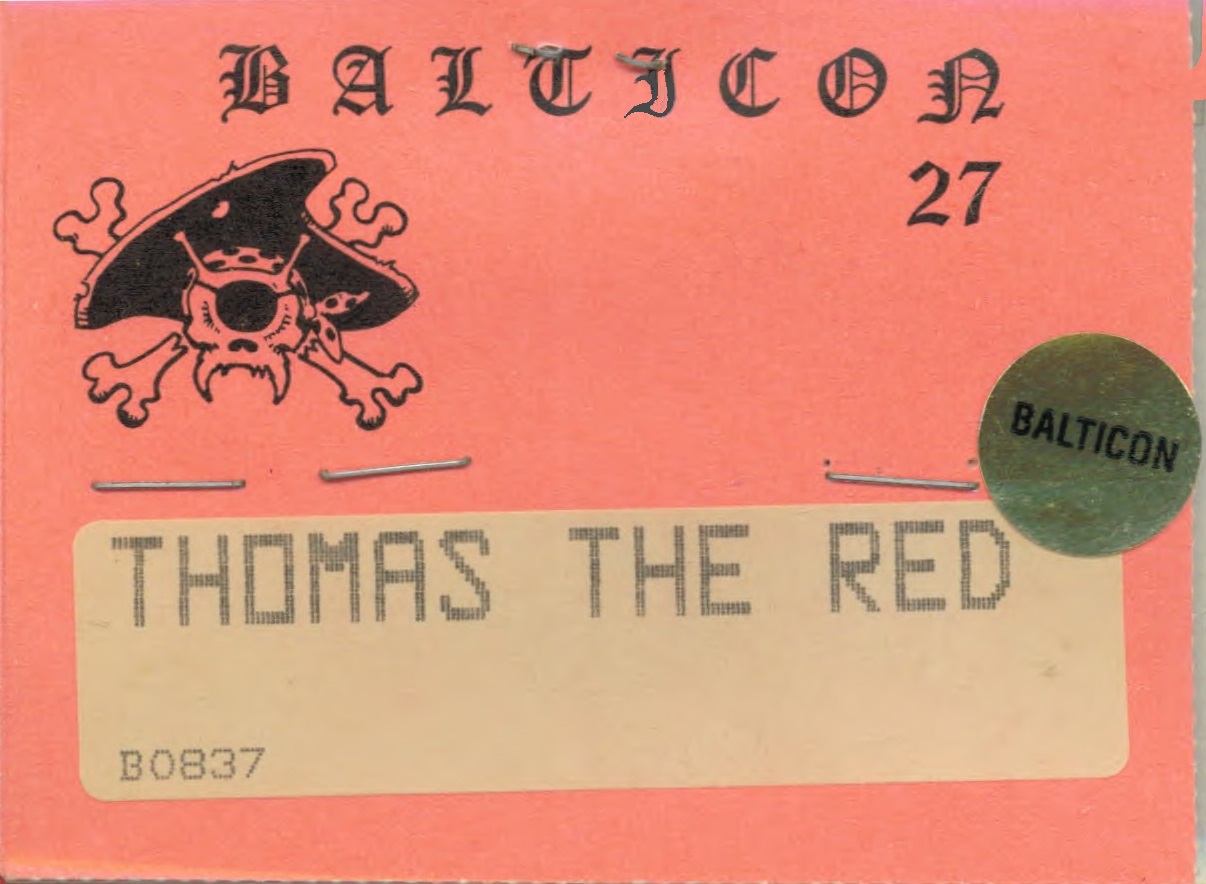 BALTICON
27
BALTICON
THOMAS THE RED
B0837